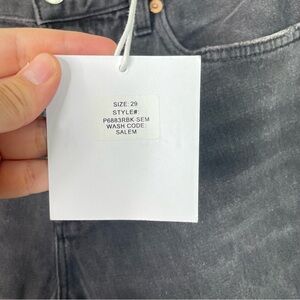 SIZE: 29
STYLE#:
P6883RBK-SEM
WASH CODE:
SALEM